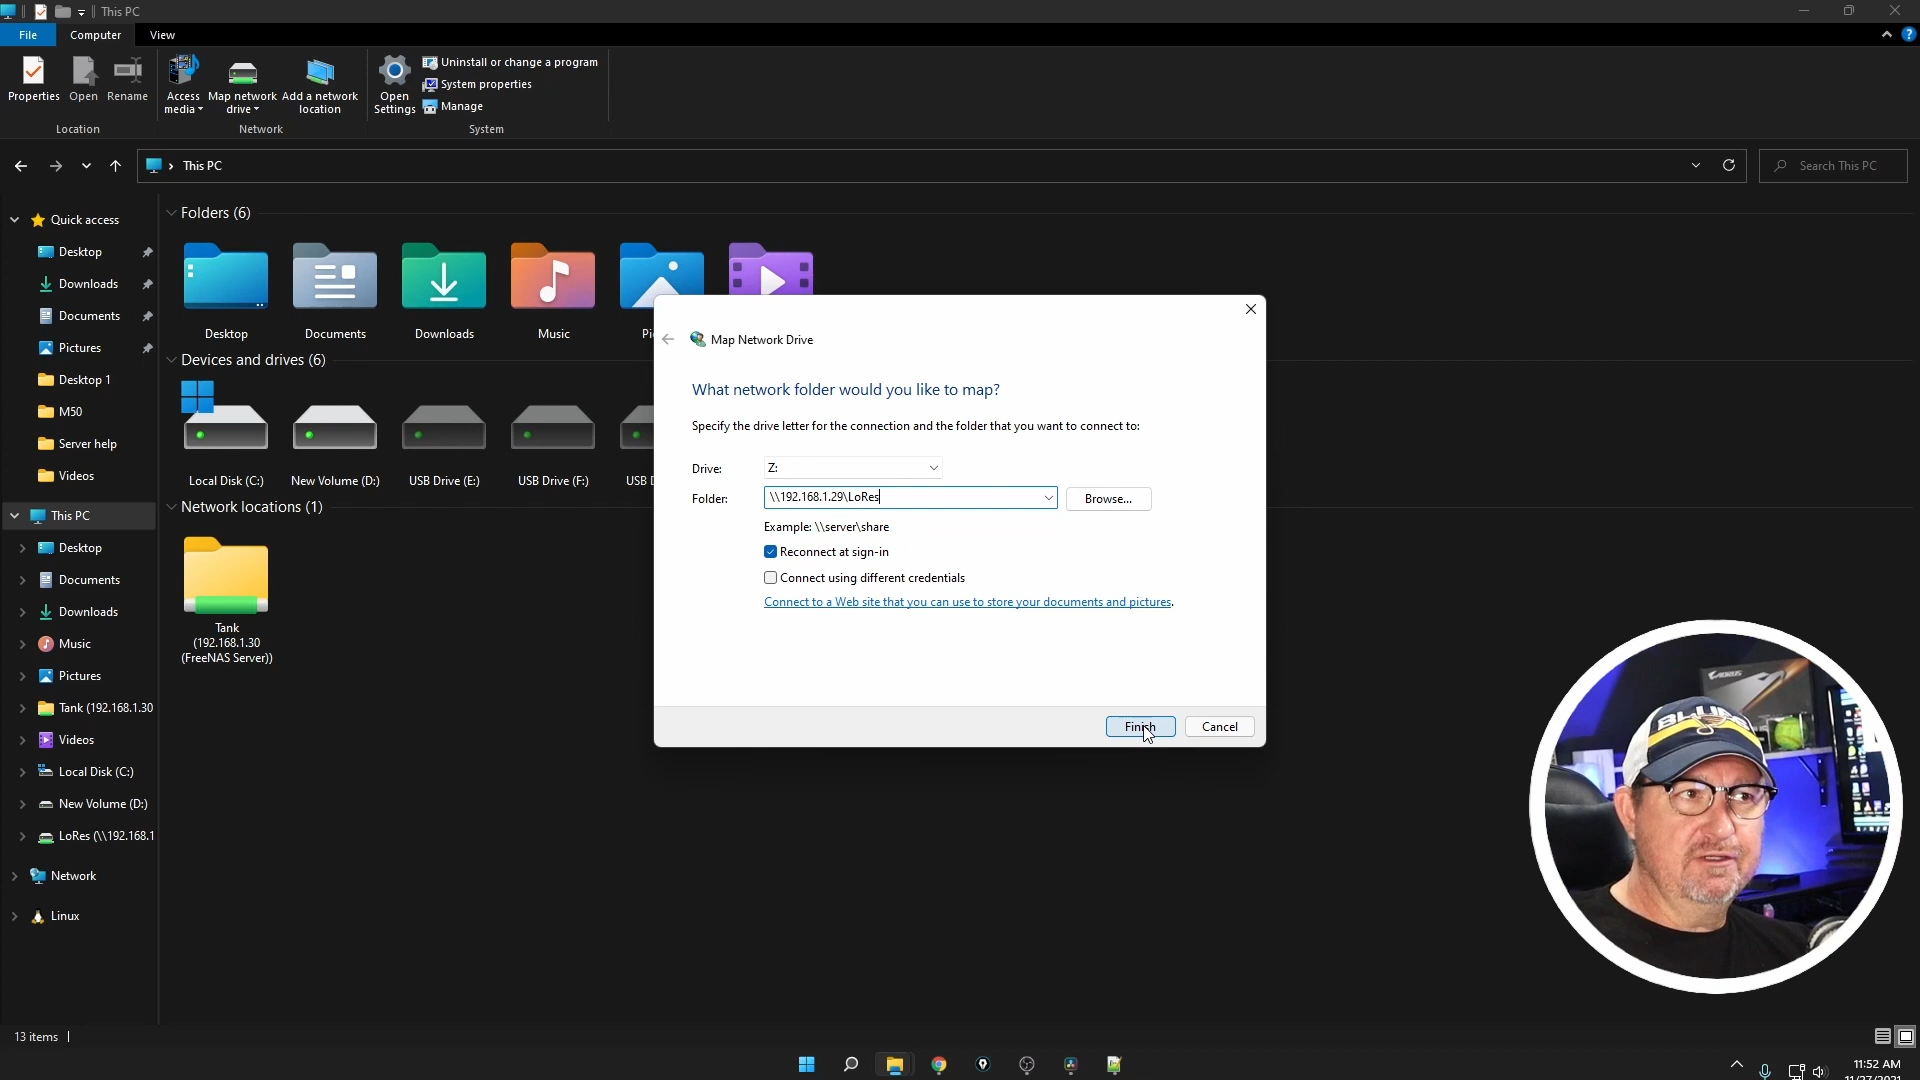 This PC
File
Computer
View
Properties
Open
Rename
Access media
Map network drive
Add a network location
Open Settings
Uninstall or change a program
System properties
Manage
Location
Network
System
This PC
Search This PC
Quick access
Desktop
Downloads
Documents
Pictures
Desktop 1
M50
Server help
Videos
This PC
Desktop
Documents
Downloads
Music
Pictures
Tank (192.168.1.30
Videos
Local Disk (C:)
New Volume (D:)
LoRes (\\192.168.1
Network
Linux
Folders (6)
Desktop
Documents
Downloads
Music
Devices and drives (6)
Local Disk (C:)
New Volume (D:)
USB Drive (E:)
USB Drive (F:)
Network locations (1)
Tank
(192.168.1.30
(FreeNAS Server))
Map Network Drive
What network folder would you like to map?
Specify the drive letter for the connection and the folder that you want to connect to:
Drive:
Z:
Folder:
\\192.168.1.29\LoRes
Browse...
Example: \\server\share
Reconnect at sign-in
Connect using different credentials
Connect to a Web site that you can use to store your documents and pictures.
Finish
Cancel
AORUS
BLUES
13 items
11:52 AM